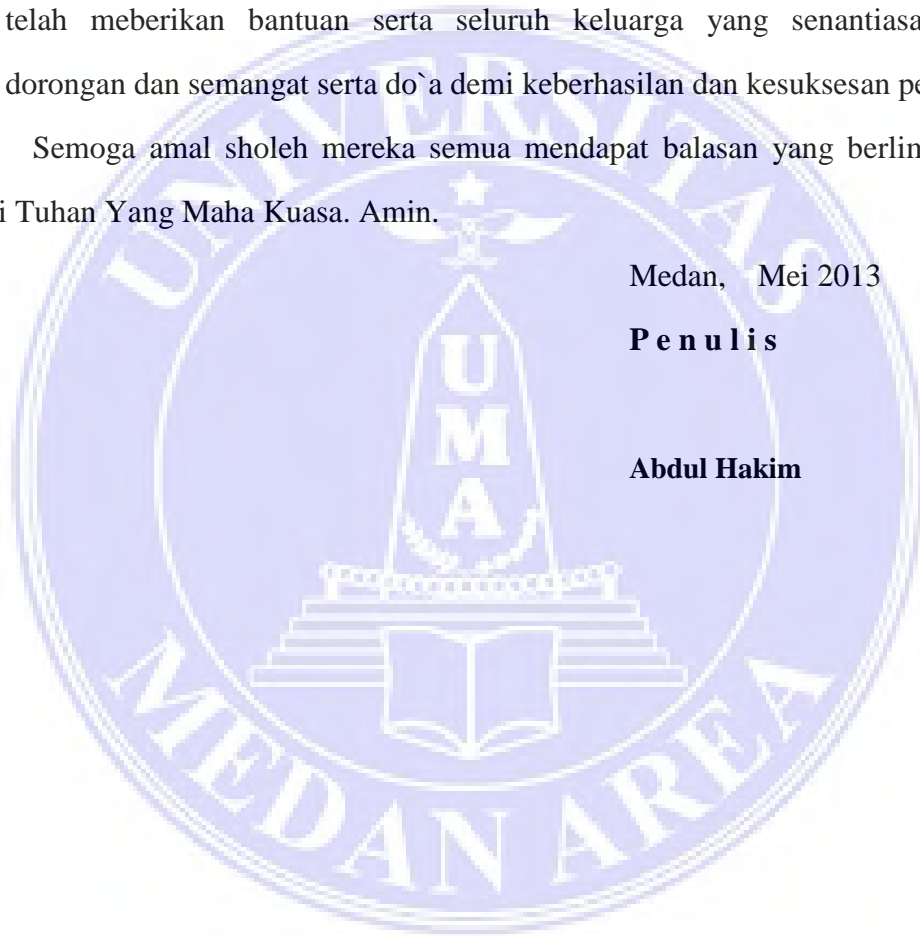 telah meberikan bantuan serta seluruh keluarga yang senantiasa
dorongan dan semangat serta do`a demi keberhasilan dan kesuksesan
Semoga amal sholeh mereka semua mendapat balasan yang
Tuhan Yang Maha Kuasa. Amin.
Medan, Mei 2013
P e n u l i s
Abdul Hakim
UNIVERSITAS
UMA
MEDAN AREA